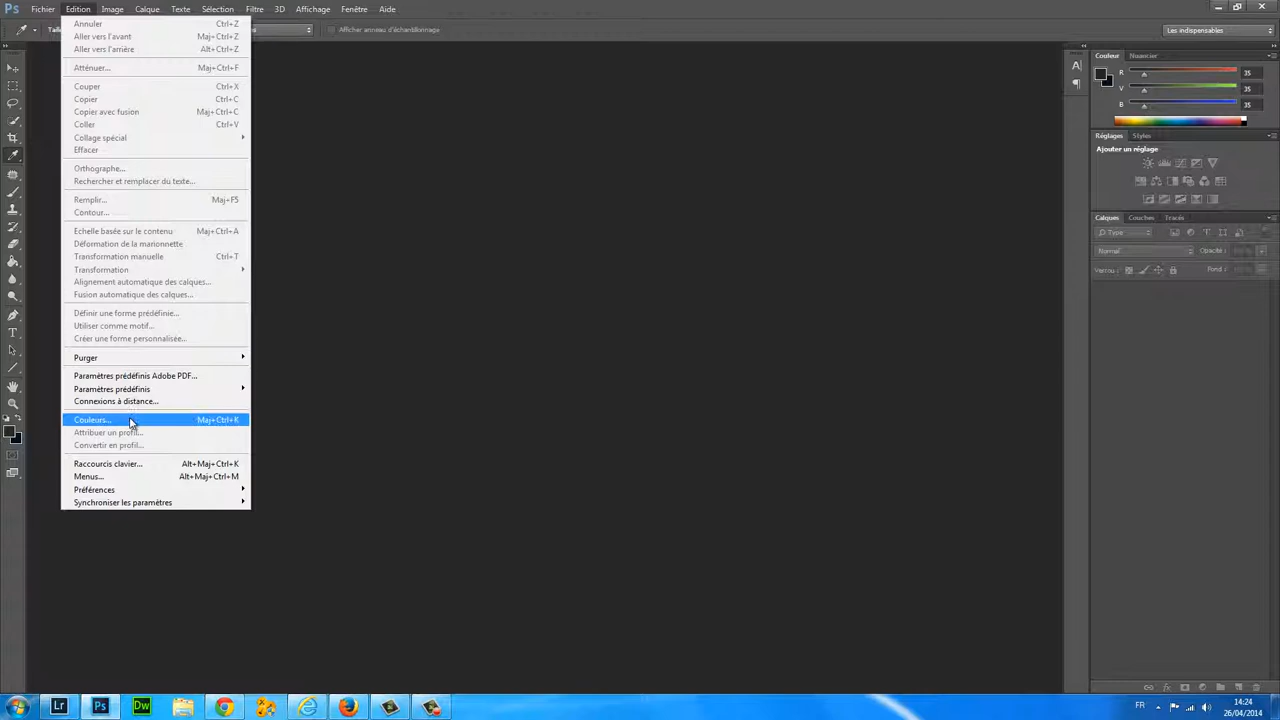 Ps Fichier Edition Image Calque Texte Sélection Filtre 3D Affichage Fenêtre Aide
Afficher anneau d'échantillonnage
Les indispensables
Annuler Ctrl+Z
Aller vers l'avant Maj+Ctrl+Z
Aller vers l'arrière Alt+Ctrl+Z
Atténuer... Maj+Ctrl+F
Couper Ctrl+X
Copier Ctrl+C
Copier avec fusion Maj+Ctrl+C
Coller Ctrl+V
Collage spécial
Effacer
Orthographe...
Rechercher et remplacer du texte...
Remplir... Maj+F5
Contour...
Echelle basée sur le contenu Maj+Ctrl+A
Déformation de la marionnette
Transformation manuelle Ctrl+T
Transformation
Alignement automatique des calques...
Fusion automatique des calques...
Définir une forme prédéfinie...
Utiliser comme motif...
Créer une forme personnalisée...
Purger
Paramètres prédéfinis Adobe PDF...
Paramètres prédéfinis
Connexions à distance...
Couleurs... Maj+Ctrl+K
Attribuer un profil...
Convertir en profil...
Raccourcis clavier... Alt+Maj+Ctrl+K
Menus... Alt+Maj+Ctrl+M
Préférences
Synchroniser les paramètres
Couleur Nuancier
R 35
V 35
B 35
Réglages Styles
Ajouter un réglage
Calques Couches Tracés
Type
Normal Opacité :
Verrou : Fond :
Lr Ps Dw
FR 14:24
26/04/2014